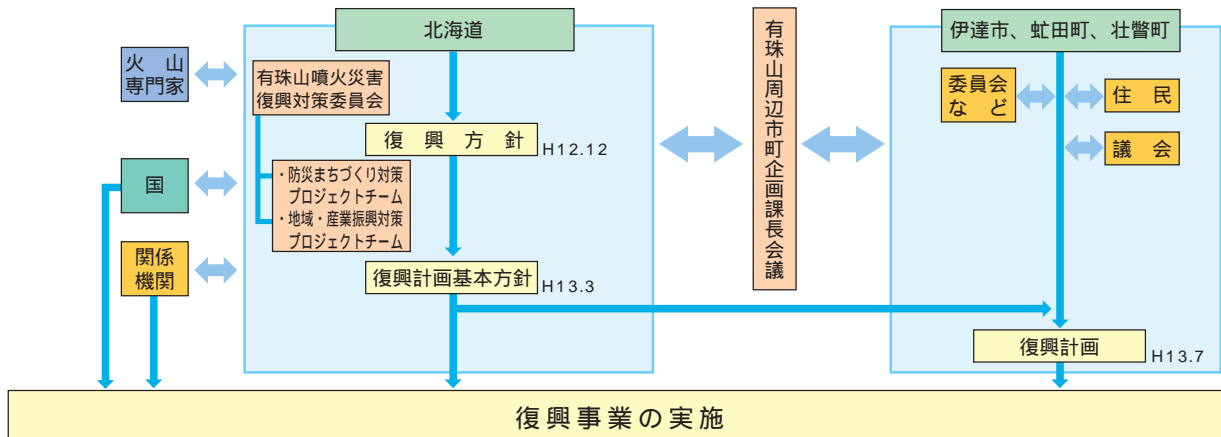 北海道
火山
専門家
有珠山噴火災害
復興対策委員会
復興方針
H12.12
国
・防災まちづくり対策
プロジェクトチーム
・地域・産業振興対策
プロジェクトチーム
関係
機関
復興計画基本方針
H13.3
有珠山周辺市町企画課長会議
伊達市、虻田町、壮瞥町
委員会
など
住民
議会
復興計画
H13.7
復興事業の実施